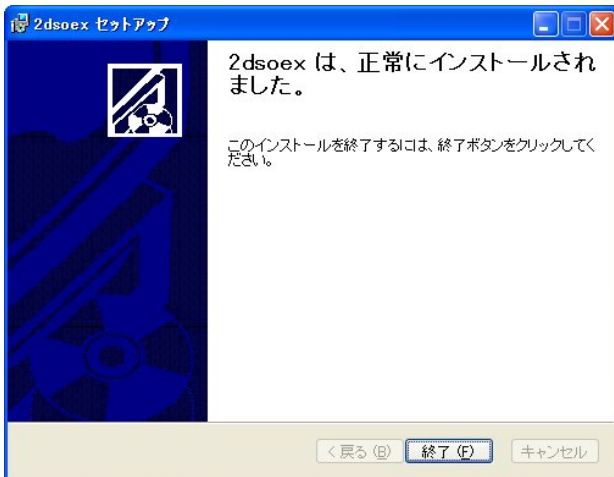 2dsoex セットアップ
2dsoex は、正常にインストールされ
ました。
このインストールを終了するには、終了ボタンをクリックしてく
ださい。
< 戻る (B)
終了 (F)
キャンセル